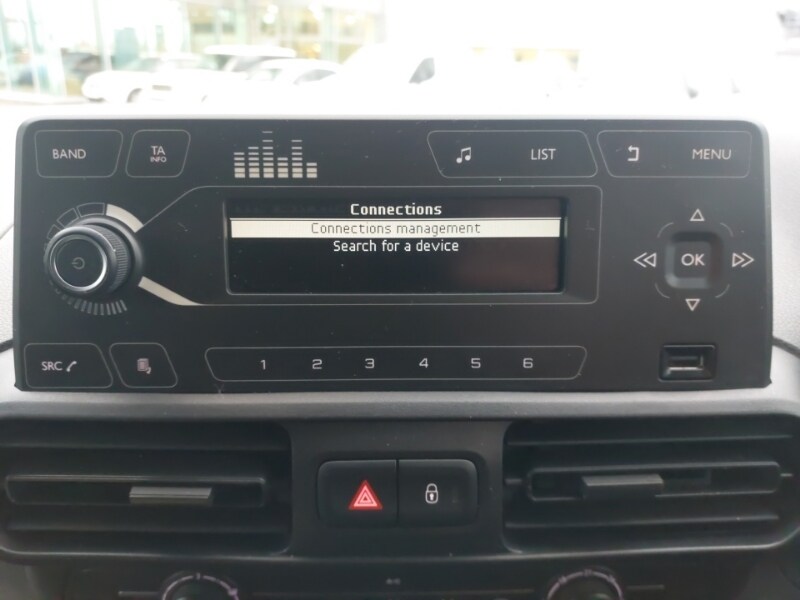 BAND
TA
INFO
LIST
MENU
Connections
Connections management
Search for a device
OK
SRC
1 2 3 4 5 6